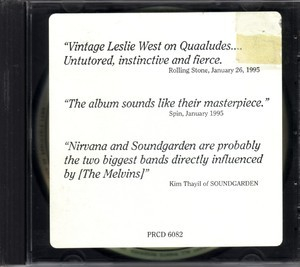 "Vintage Leslie West on Quaaludes....
Untutored, instinctive and fierce.
Rolling Stone, January 26, 1995
"The album sounds like their masterpiece."
Spin, January 1995
"Nirvana and Soundgarden are probably
the two biggest bands directly influenced
by [The Melvins]"
Kim Thayil of SOUNDGARDEN
PRCD 6082